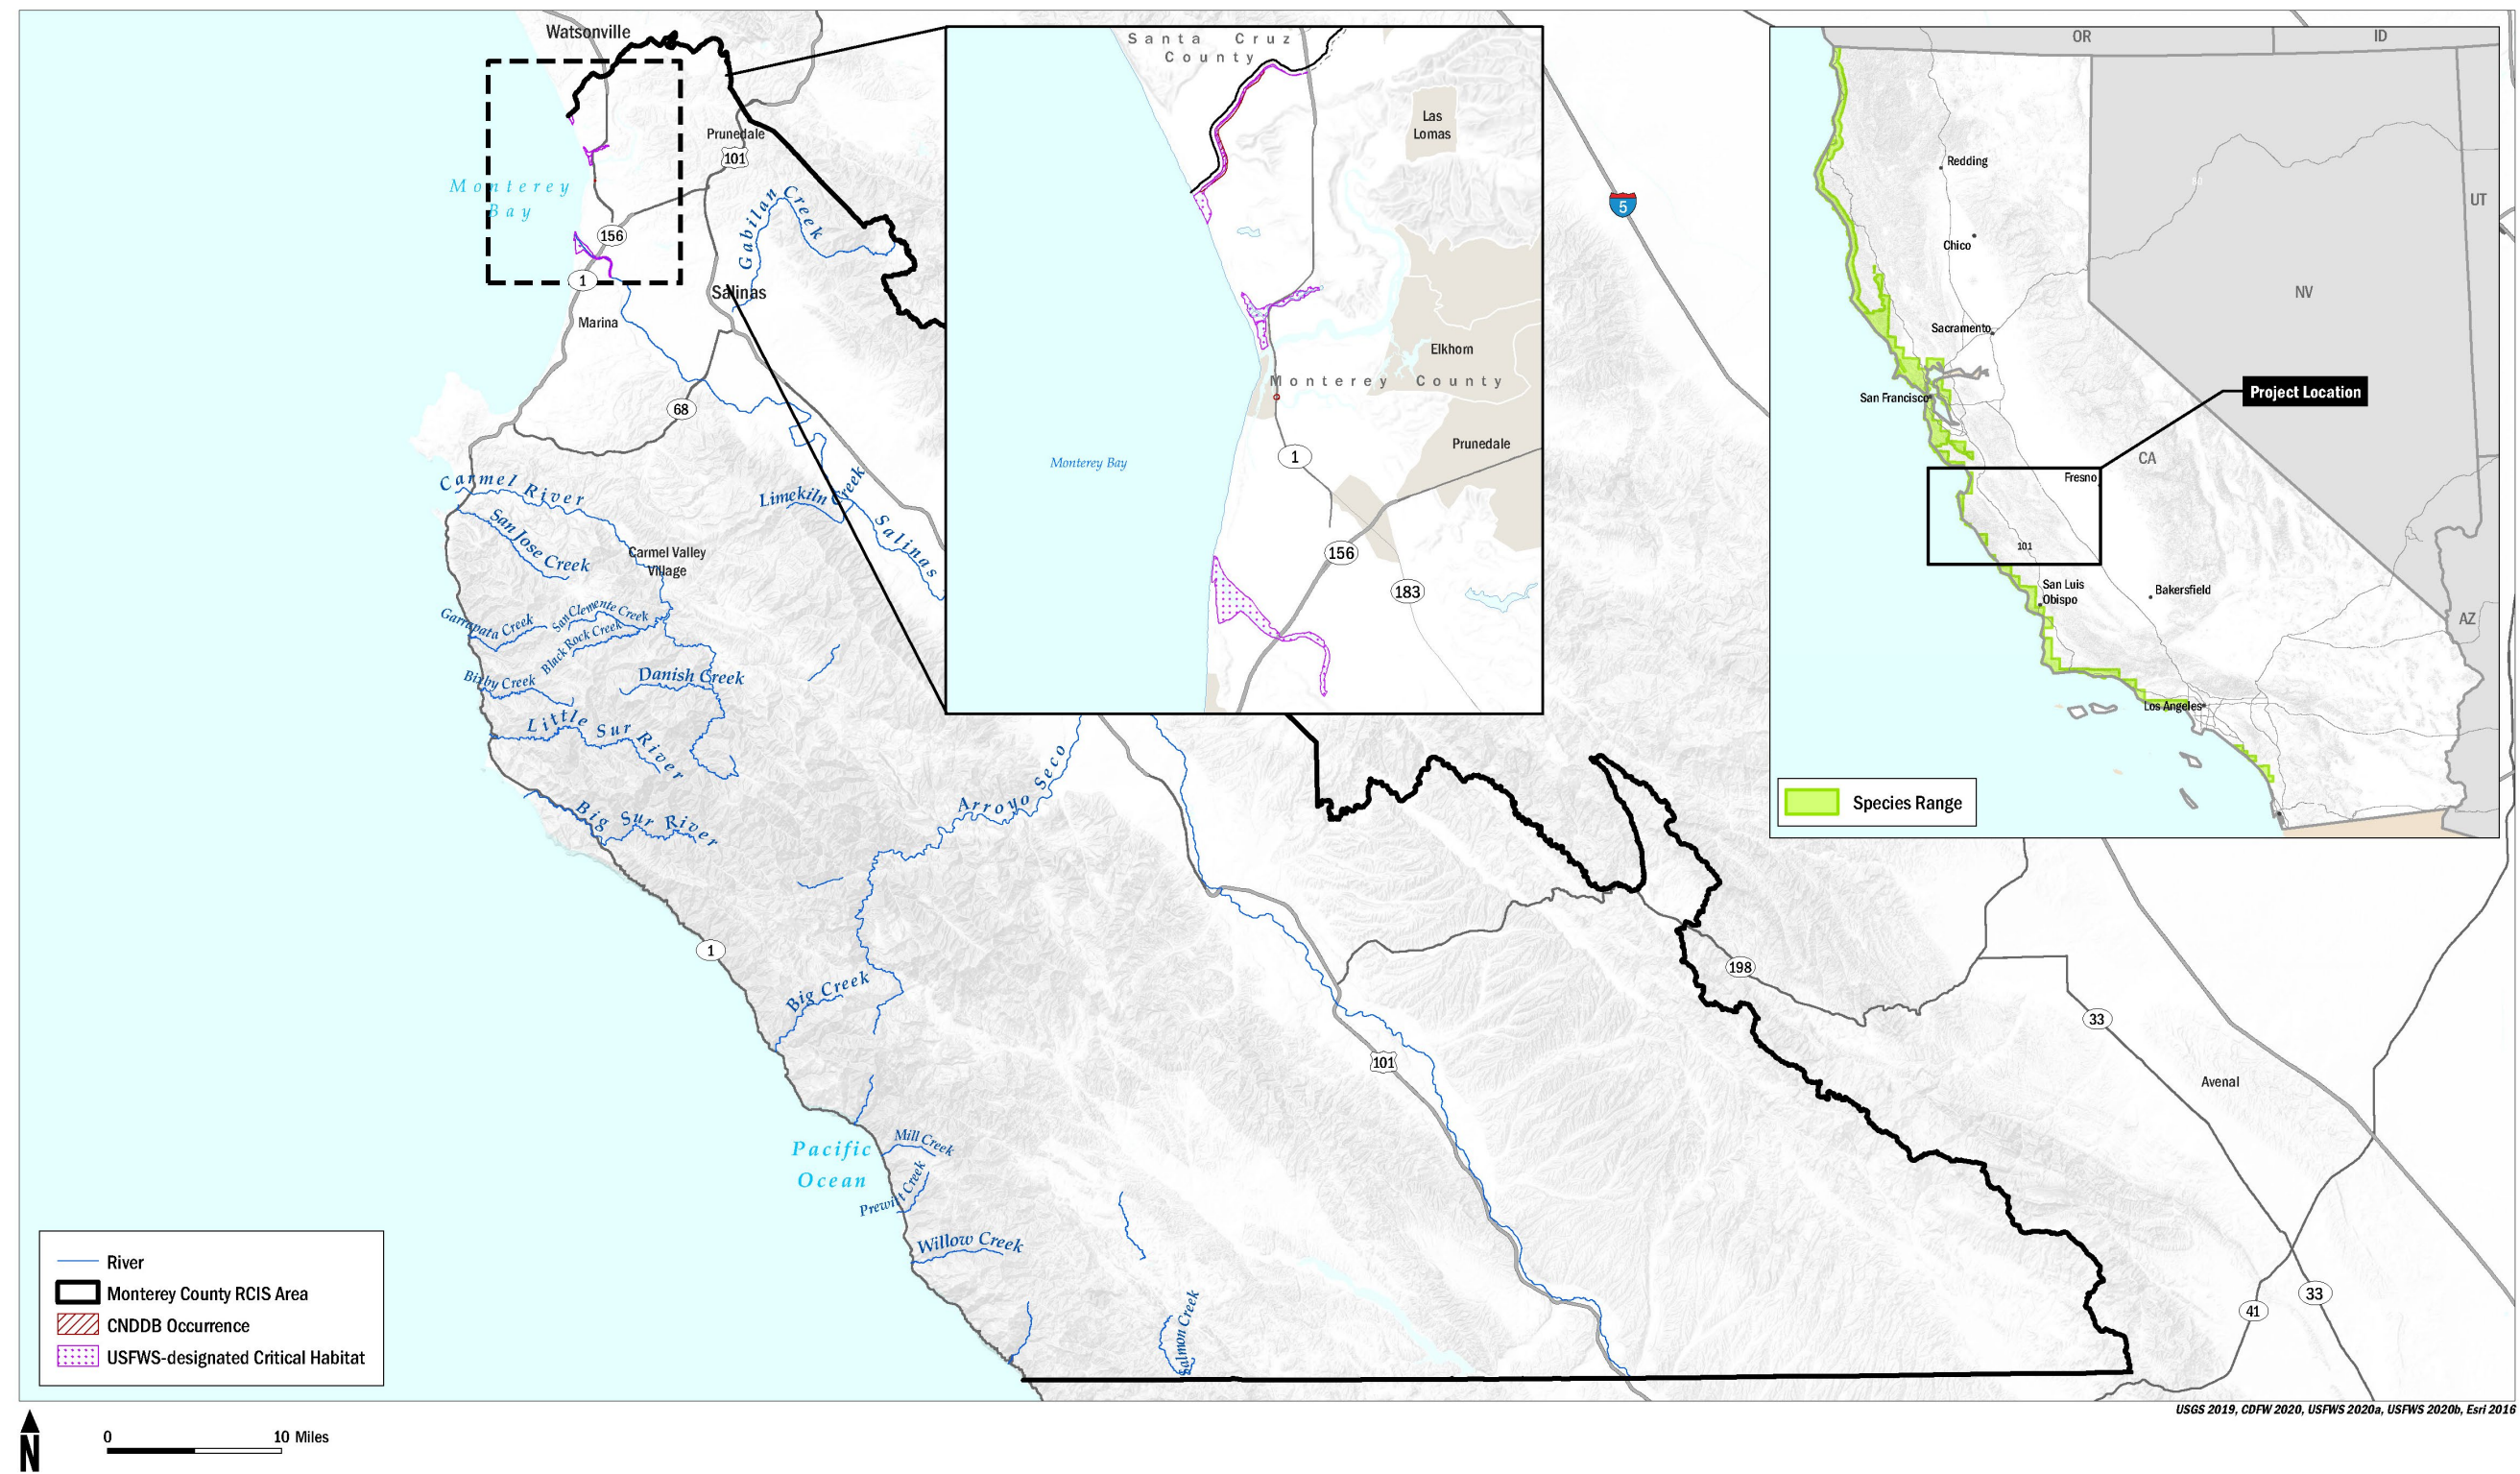 Watsonville
Prunedale
101
Monterey
Bay
156
1
Gabilan Creek
Salinas
Marina
68
Carmel River
San Jose Creek
Limekiln Creek
Salinas
Carmel Valley
Village
Garrapata Creek
San Clemente Creek
Black Rock Creek
Bixby Creek
Danish Creek
Little Sur River
Big Sur River
Arroyo Seco
1
Big Creek
Pacific
Ocean
Mill Creek
Prewitt Creek
Willow Creek
Salmon Creek
101
198
33
Avenal
41
33
5
Santa Cruz
County
Las
Lomas
Elkhorn
Monterey County
Prunedale
Monterey Bay
1
156
183
OR
ID
Redding
UT
Chico
NV
Sacramento
San Francisco
Project Location
CA
Fresno
101
San Luis
Obispo
Bakersfield
AZ
Los Angeles
Species Range
River
Monterey County RCIS Area
CNDDB Occurrence
USFWS-designated Critical Habitat
USGS 2019, CDFW 2020, USFWS 2020a, USFWS 2020b, Esri 2016
N
0 10 Miles